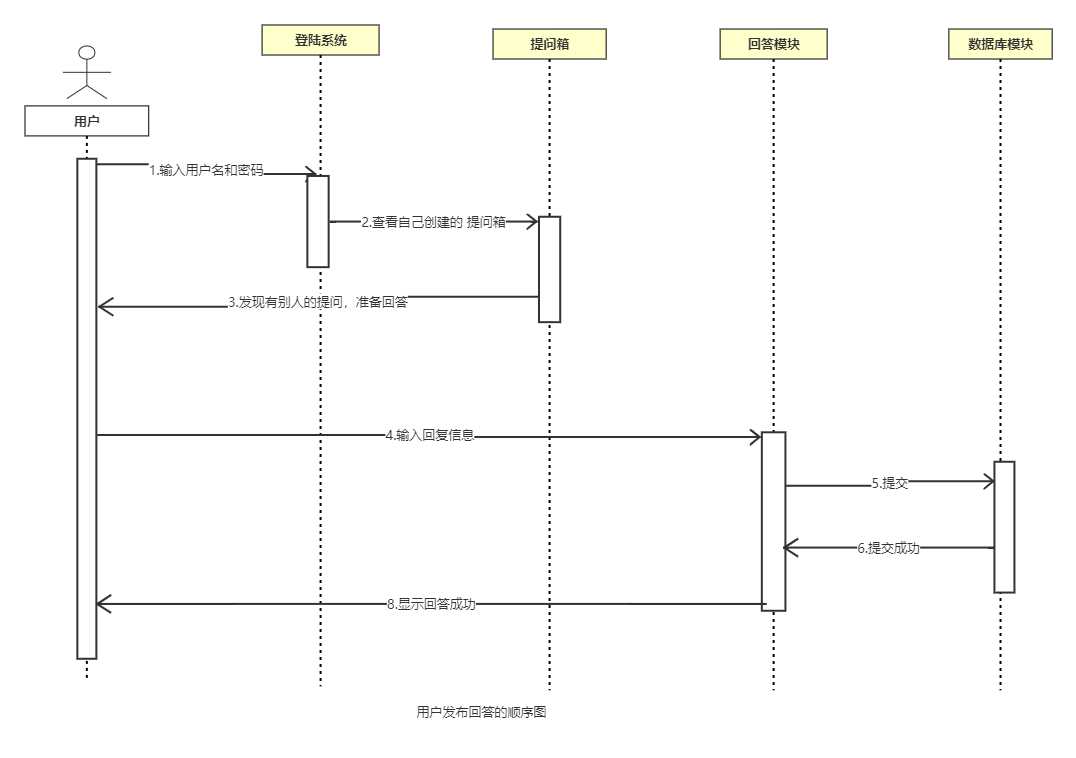 登陆系统
提问箱
回答模块
数据库模块
用户
1.输入用户名和密码
2.查看自己创建的 提问箱
3.发现有别人的提问，准备回答
4.输入回复信息
5.提交
6.提交成功
8.显示回答成功
用户发布回答的顺序图